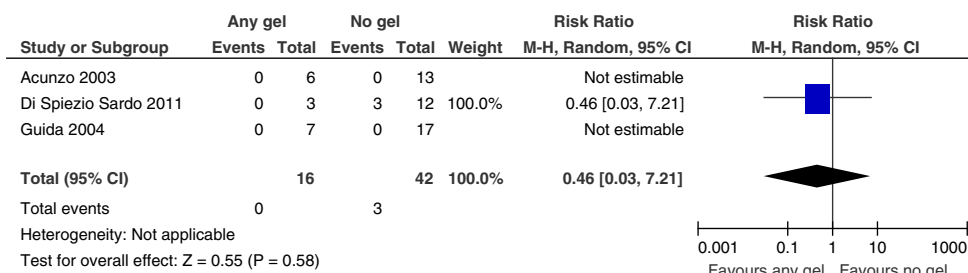 Any gel No gel Risk Ratio Risk Ratio
Study or Subgroup Events Total Events Total Weight M-H, Random, 95% CI M-H, Random, 95% CI
Acunzo 2003 0 6 0 13 Not estimable
Di Spiezio Sardo 2011 0 3 3 12 100.0% 0.46 [0.03, 7.21]
Guida 2004 0 7 0 17 Not estimable
Total (95% CI) 16 42 100.0% 0.46 [0.03, 7.21]
Total events 0 3
Heterogeneity: Not applicable
Test for overall effect: Z = 0.55 (P = 0.58)
0.001 0.1 1 10 1000
Favours any gel Favours no gel